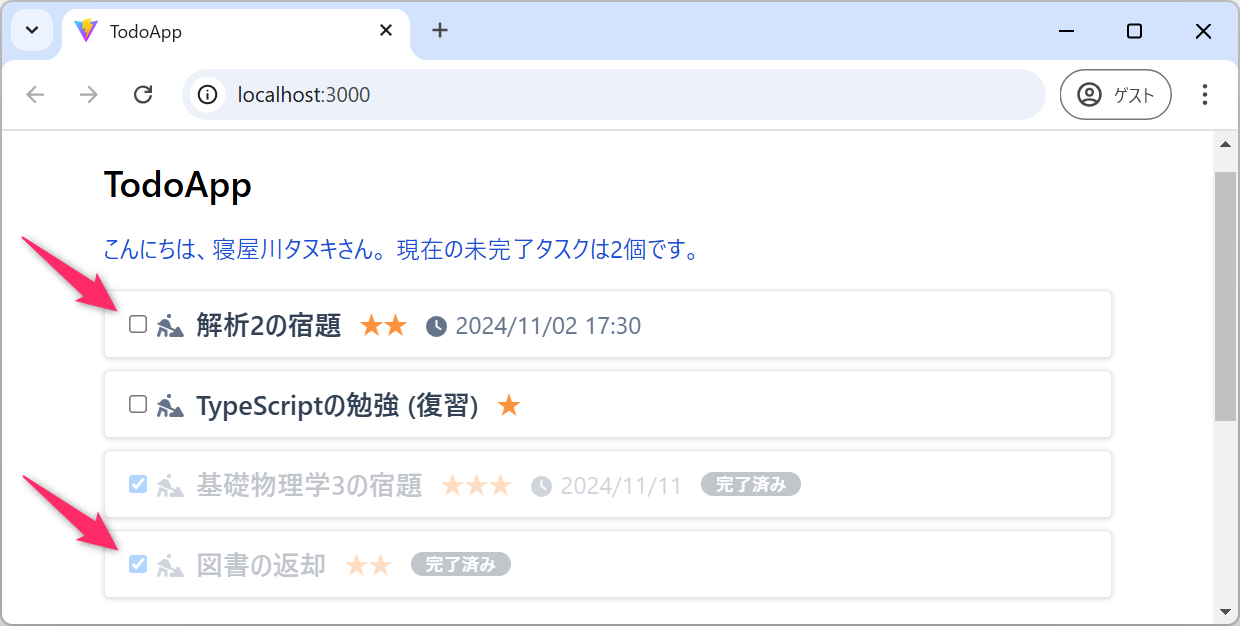 TodoApp
localhost:3000
ゲスト
TodoApp
こんにちは、寝屋川タヌキさん。 現在の未完了タスクは2個です。
解析2の宿題 ★★ 2024/11/02 17:30
TypeScriptの勉強 (復習) ★
基礎物理学3の宿題 ★★★ 2024/11/11 完了済み
図書の返却 ★★ 完了済み